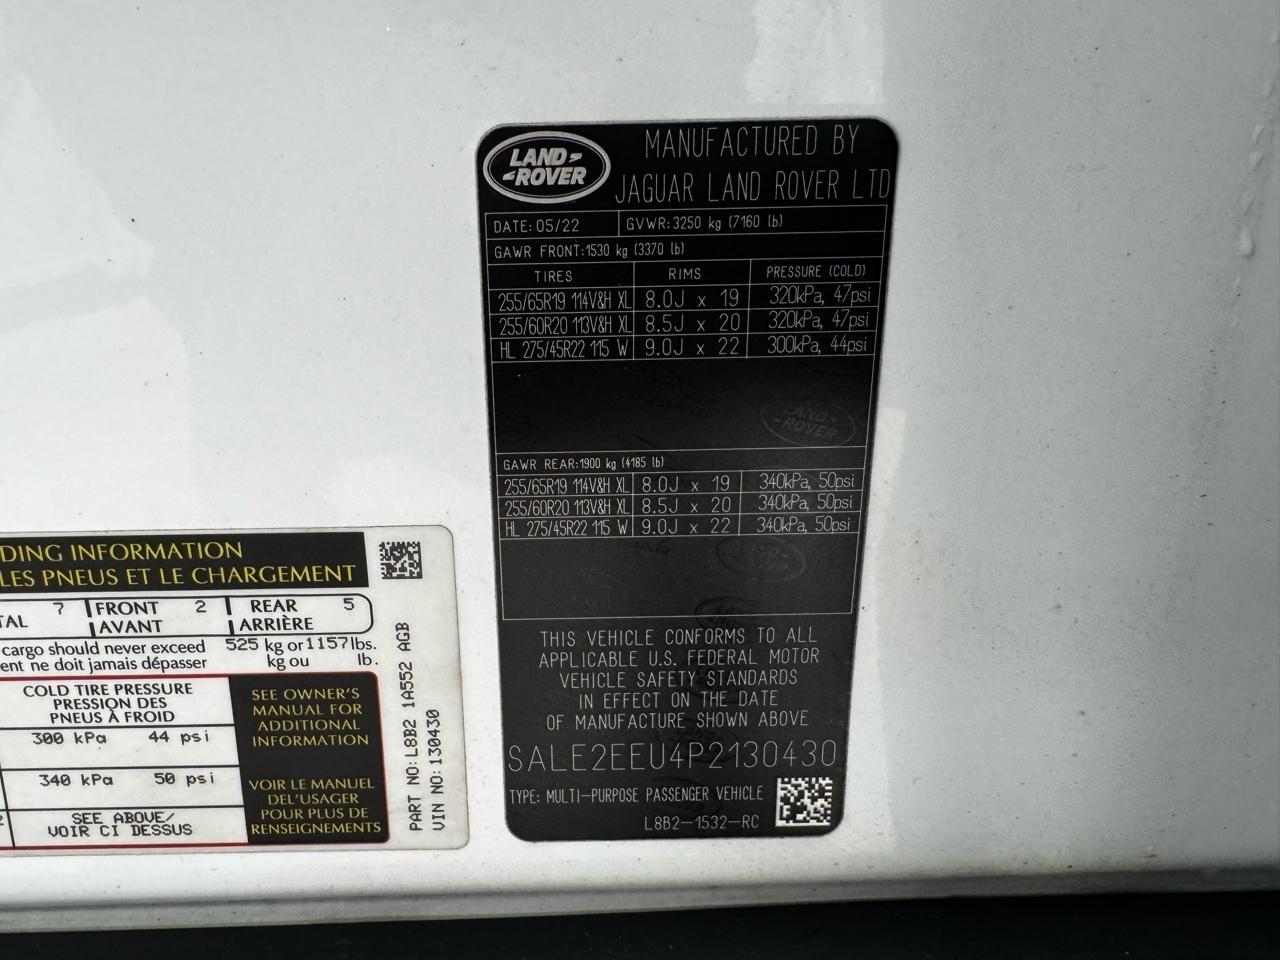 LAND-
-ROVER
MANUFACTURED BY
JAGUAR LAND ROVER LTD
DATE: 05/22 GVWR: 3250 kg (7160 lb)
GAWR FRONT: 1530 kg (3370 lb)
TIRES RIMS PRESSURE (COLD)
255/65R19 114V&H XL 8.0J x 19 320kPa, 47psi
255/60R20 113V&H XL 8.5J x 20 320kPa, 47psi
HL 275/45R22 115 W 9.0J x 22 300kPa, 44psi
GAWR REAR: 1900 kg (4185 lb)
255/65R19 114V&H XL 8.0J x 19 340kPa, 50psi
255/60R20 113V&H XL 8.5J x 20 340kPa, 50psi
HL 275/45R22 115 W 9.0J x 22 340kPa, 50psi
THIS VEHICLE CONFORMS TO ALL
APPLICABLE U.S. FEDERAL MOTOR
VEHICLE SAFETY STANDARDS
IN EFFECT ON THE DATE
OF MANUFACTURE SHOWN ABOVE
SALE2EEU4P2130430
TYPE: MULTI-PURPOSE PASSENGER VEHICLE
L8B2-1532-RC
DING INFORMATION
LES PNEUS ET LE CHARGEMENT
TAL 7 FRONT 2 REAR 5
AVANT ARRIÈRE
cargo should never exceed 525 kg or 1157 lbs.
ent ne doit jamais dépasser kg ou lb.
COLD TIRE PRESSURE
PRESSION DES
PNEUS À FROID
300 kPa 44 psi
340 kPa 50 psi
SEE ABOVE/
VOIR CI DESSUS
SEE OWNER'S
MANUAL FOR
ADDITIONAL
INFORMATION
VOIR LE MANUEL
DEL'USAGER
POUR PLUS DE
RENSEIGNEMENTS
PART NO: L8B2 1A552 AGB
VIN NO: 130430